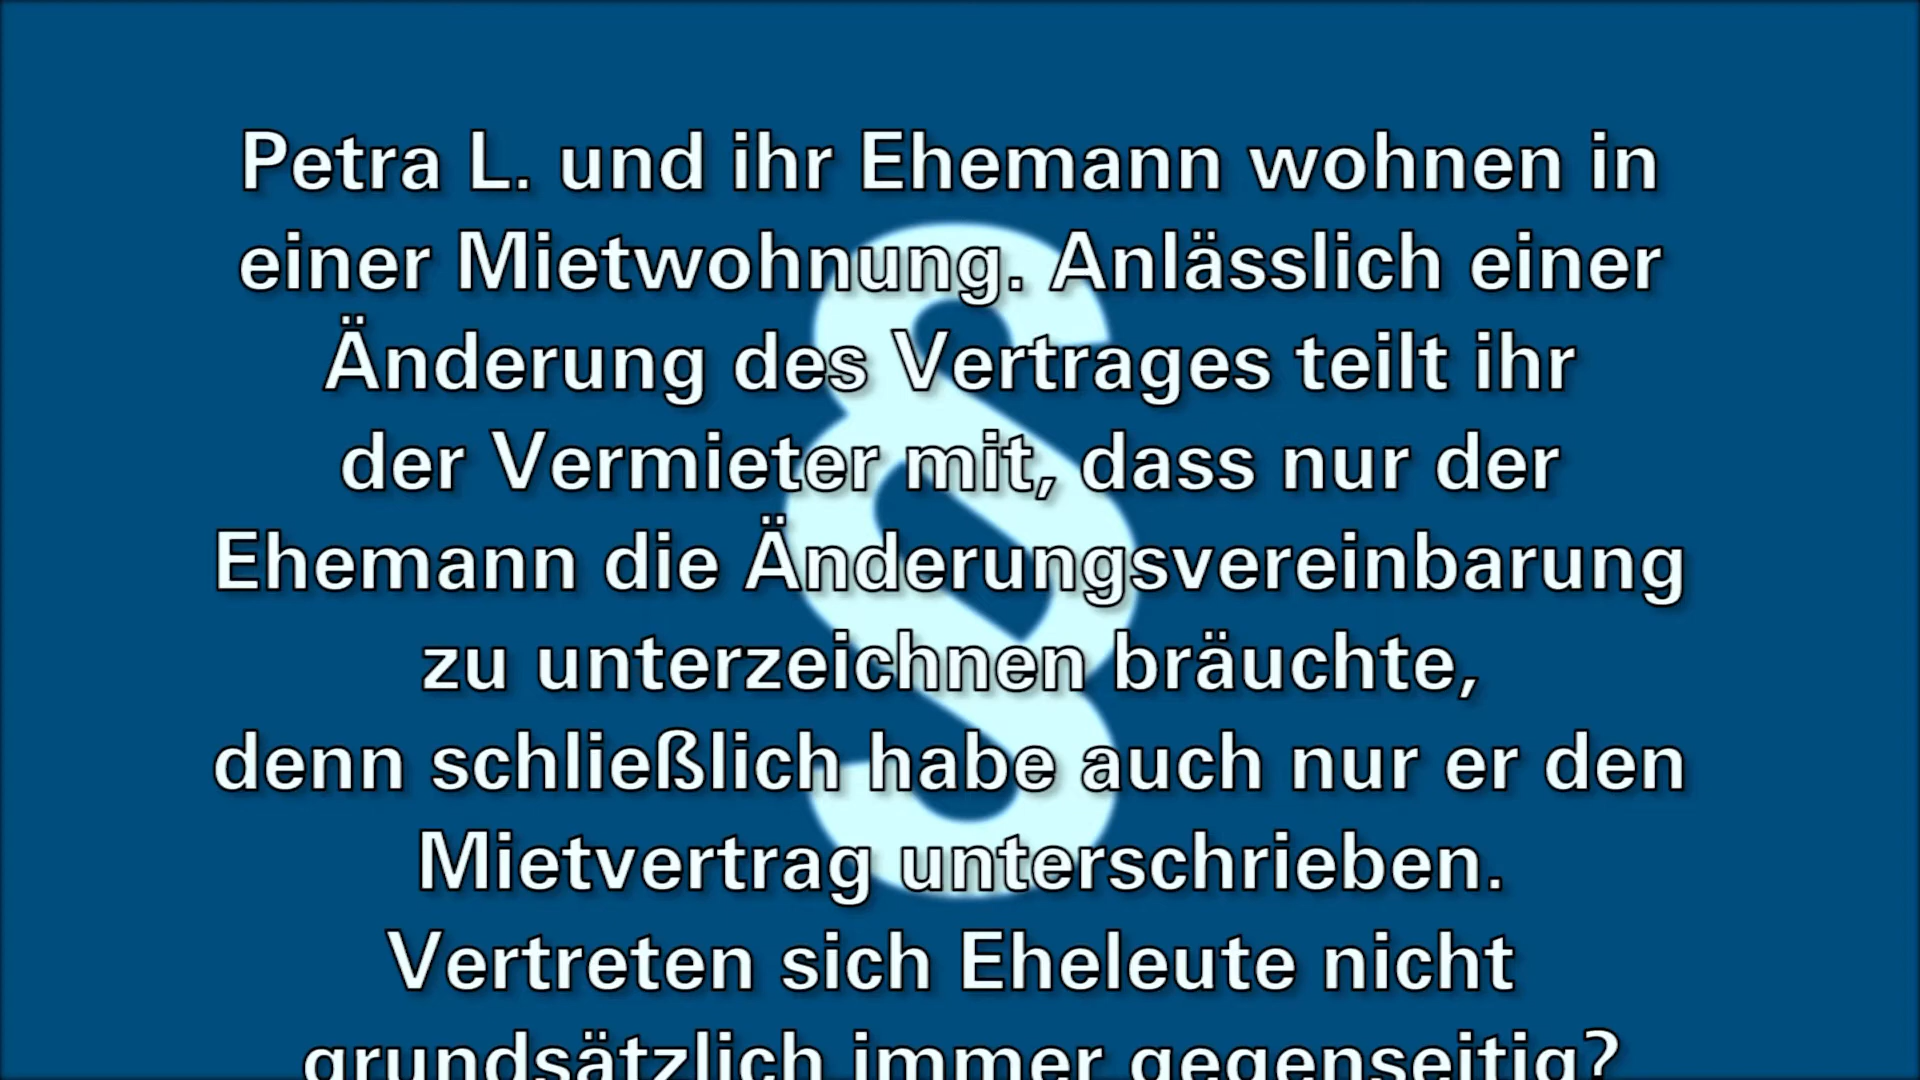 Petra L. und ihr Ehemann wohnen in
einer Mietwohnung. Anlässlich einer
Änderung des Vertrages teilt ihr
der Vermieter mit, dass nur der
Ehemann die Änderungsvereinbarung
zu unterzeichnen bräuchte,
denn schließlich habe auch nur er den
Mietvertrag unterschrieben.
Vertreten sich Eheleute nicht
grundsätzlich immer gegenseitig?
§